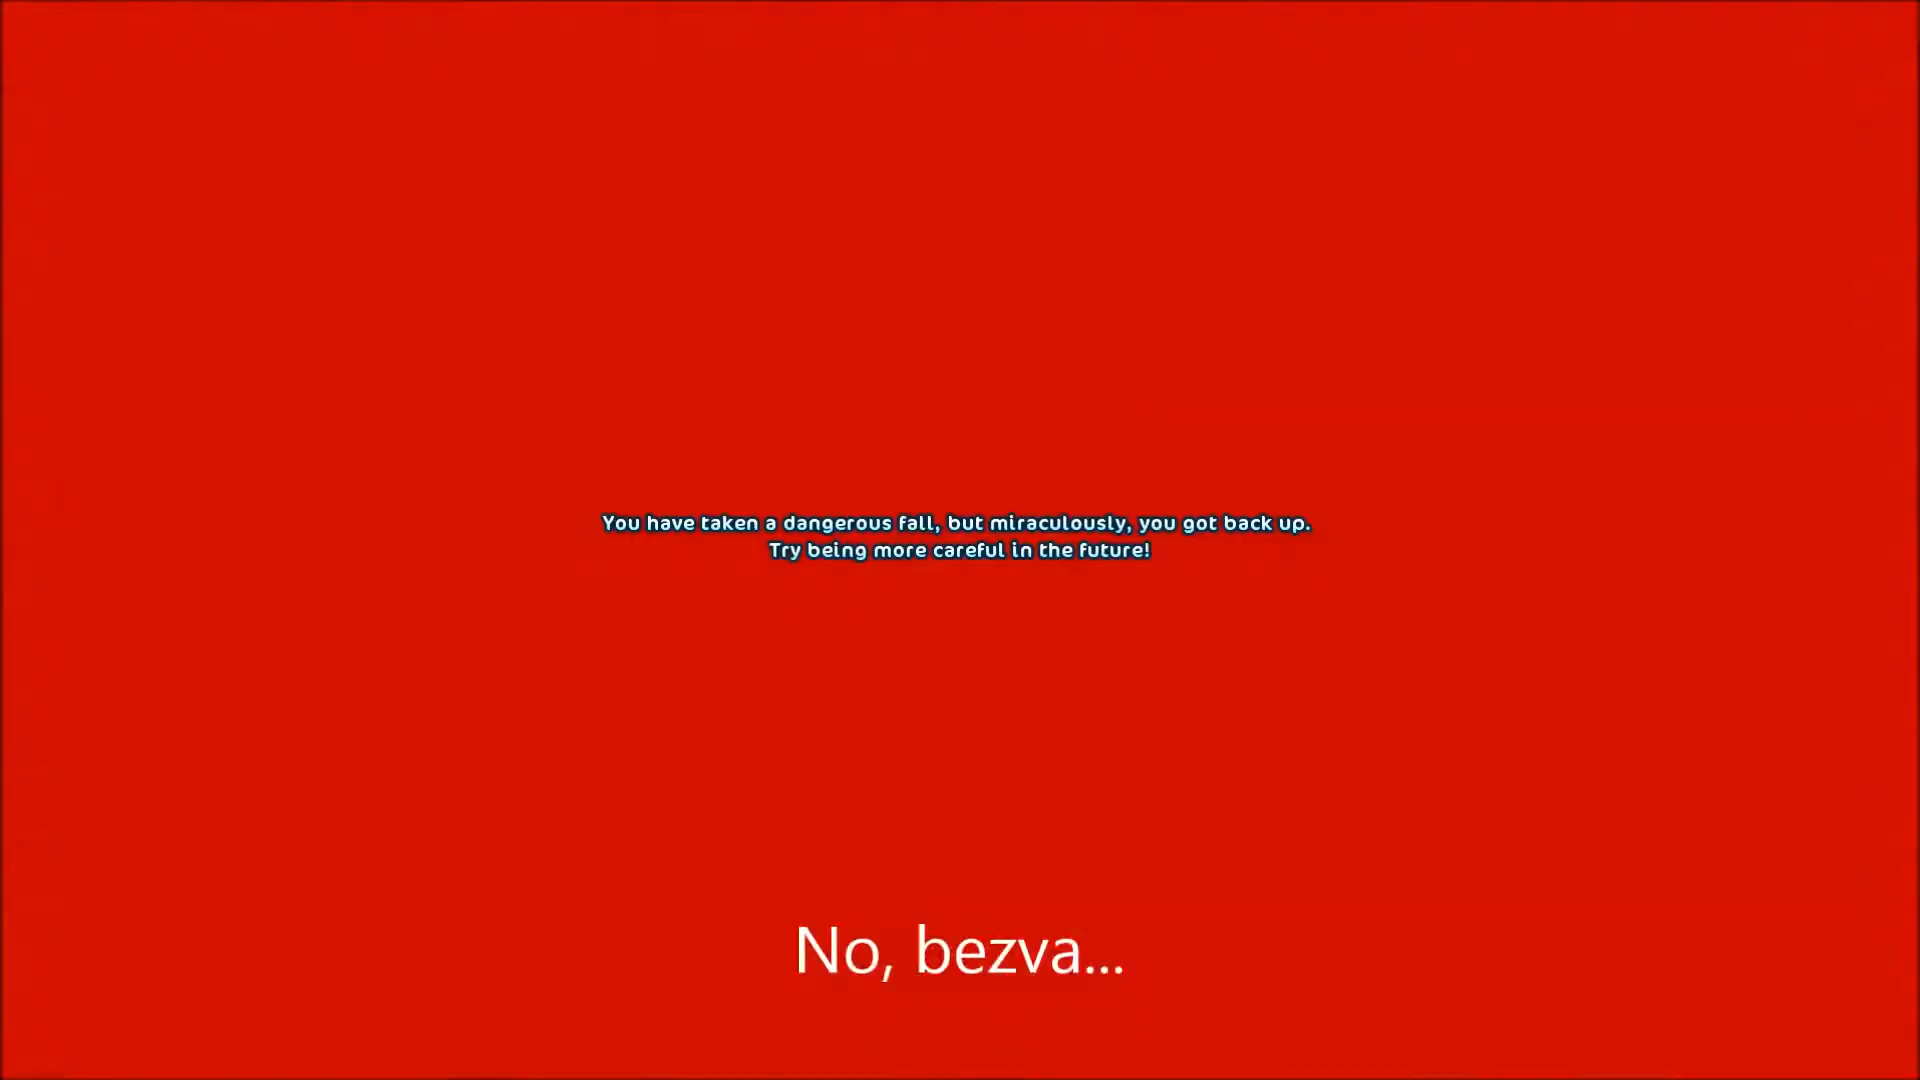 You have taken a dangerous fall, but miraculously, you got back up.
Try being more careful in the future!
No, bezva...